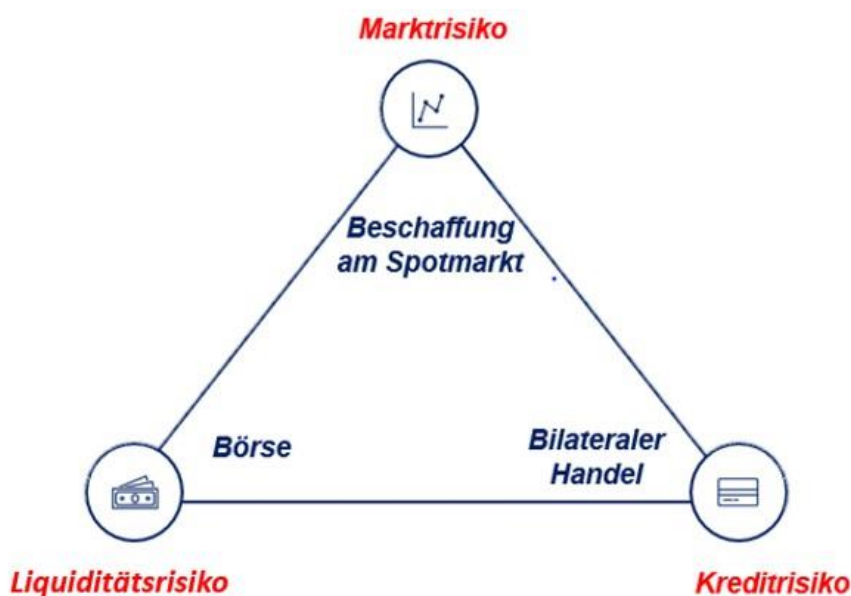 Marktrisiko
Beschaffung
am Spotmarkt
Börse
Bilateraler
Handel
Liquiditätsrisiko
Kreditrisiko